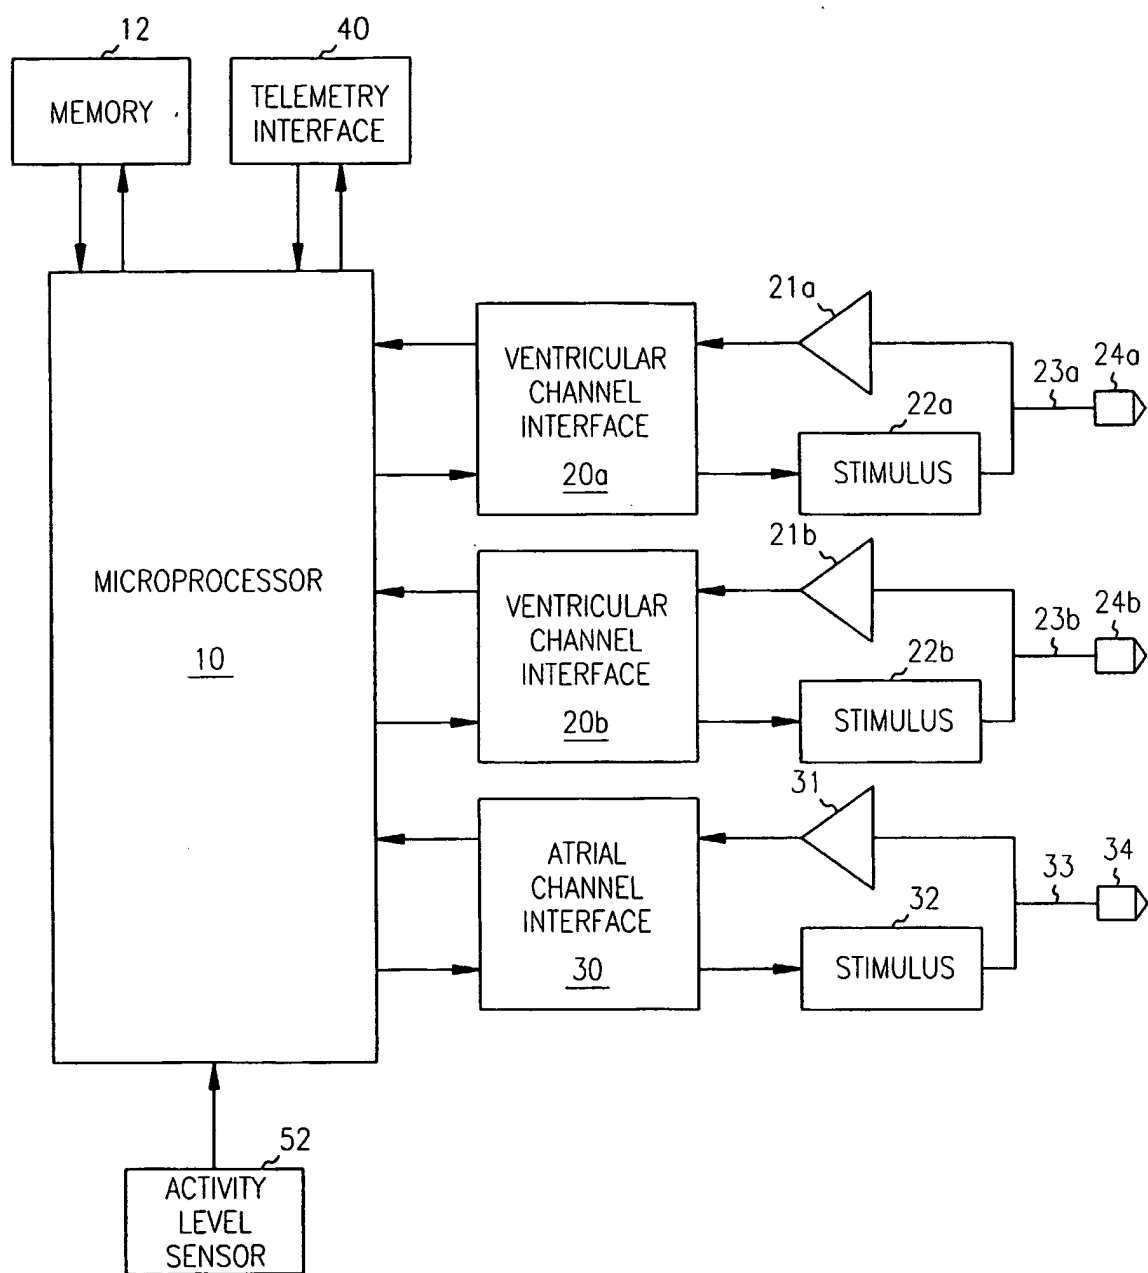 12
40
MEMORY
TELEMETRY
INTERFACE
21a
VENTRICULAR
CHANNEL
INTERFACE
20a
23a
24a
22a
STIMULUS
21b
MICROPROCESSOR
10
VENTRICULAR
CHANNEL
INTERFACE
20b
23b
24b
22b
STIMULUS
31
ATRIAL
CHANNEL
INTERFACE
30
33
34
32
STIMULUS
52
ACTIVITY
LEVEL
SENSOR